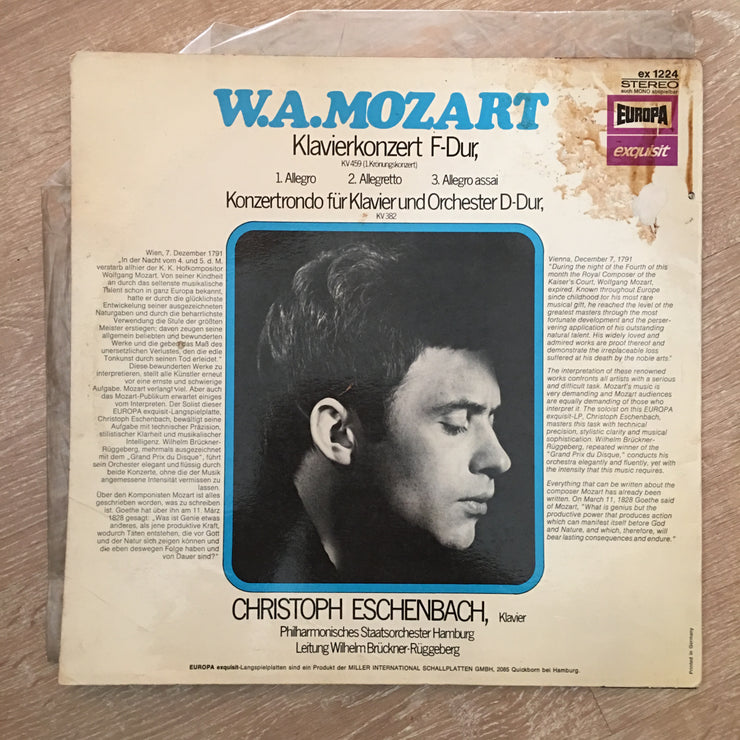 ex 1224
STEREO
auch MONO abspielbar
EUROPA
exquisit
W.A.MOZART
Klavierkonzert F-Dur,
KV 459 (1. Krönungskonzert)
1. Allegro 2. Allegretto 3. Allegro assai
Konzertrondo für Klavier und Orchester D-Dur,
KV 382
Wien, 7. Dezember 1791
„In der Nacht vom 4. und 5. d. M.
verstarb allhier der K. K. Hofkompositor
Wolfgang Mozart. Von seiner Kindheit
an durch das seltenste musikalische
Talent schon in ganz Europa bekannt,
hatte er durch die glücklichste
Entwickelung seiner ausgezeichneten
Naturgaben und durch die beharrlichste
Verwendung die Stufe der größten
Meister erstiegen; davon zeugen seine
allgemein beliebten und bewunderten
Werke und die geben das Maß des
unersetzlichen Verlustes, den die edle
Tonkunst durch seinen Tod erleidet."
Diese bewunderten Werke zu
interpretieren, stellt alle Künstler erneut
vor eine ernste und schwierige
Aufgabe. Mozart verlangt viel. Aber auch
das Mozart-Publikum erwartet einiges
vom Interpreten. Der Solist dieser
EUROPA exquisit-Langspielplatte,
Christoph Eschenbach, bewältigt seine
Aufgabe mit technischer Präzision,
stilistischer Klarheit und musikalischer
Intelligenz. Wilhelm Brückner-
Rüggeberg, mehrmals ausgezeichnet
mit dem „Grand Prix du Disque", führt
sein Orchester elegant und flüssig durch
beide Konzerte, ohne die der Musik
angemessene Intensität vermissen zu
lassen.
Über den Komponisten Mozart ist alles
geschrieben worden, was zu schreiben
ist. Goethe hat über ihn am 11. März
1828 gesagt: „Was ist Genie etwas
anderes, als jene produktive Kraft,
wodurch Taten entstehen, die vor Gott
und der Natur sich zeigen können und
die eben deswegen Folge haben und
von Dauer sind?"
Vienna, December 7, 1791
"During the night of the Fourth of this
month the Royal Composer of the
Kaiser's Court, Wolfgang Mozart,
expired. Known throughout Europe
sinde childhood for his most rare
musical gift, he reached the level of the
greatest masters through the most
fortunate development and the perser-
vering application of his outstanding
natural talent. His widely loved and
admired works are proof thereof and
demonstrate the irreplaceable loss
suffered at his death by the noble arts."
The interpretation of these renowned
works confronts all artists with a serious
and difficult task. Mozart's music is
very demanding and Mozart audiences
are equally demanding of those who
interpret it. The soloist on this EUROPA
exquisit-LP, Christoph Eschenbach,
masters this task with technical
precision, stylistic clarity and musical
sophistication. Wilhelm Brückner-
Rüggeberg, repeated winner of the
"Grand Prix du Disque", conducts his
orchestra elegantly and fluently, yet with
the intensity that this music requires.
Everything that can be written about the
composer Mozart has already been
written. On March 11, 1828 Goethe said
of Mozart, "What is genius but the
productive power that produces action
which can manifest itself before God
and Nature, and which, therefore, will
bear lasting consequences and endure."
CHRISTOPH ESCHENBACH, Klavier
Philharmonisches Staatsorchester Hamburg
Leitung Wilhelm Brückner-Rüggeberg
EUROPA exquisit-Langspielplatten sind ein Produkt der MILLER INTERNATIONAL SCHALLPLATTEN GMBH, 2085 Quickborn bei Hamburg.
Printed in Germany